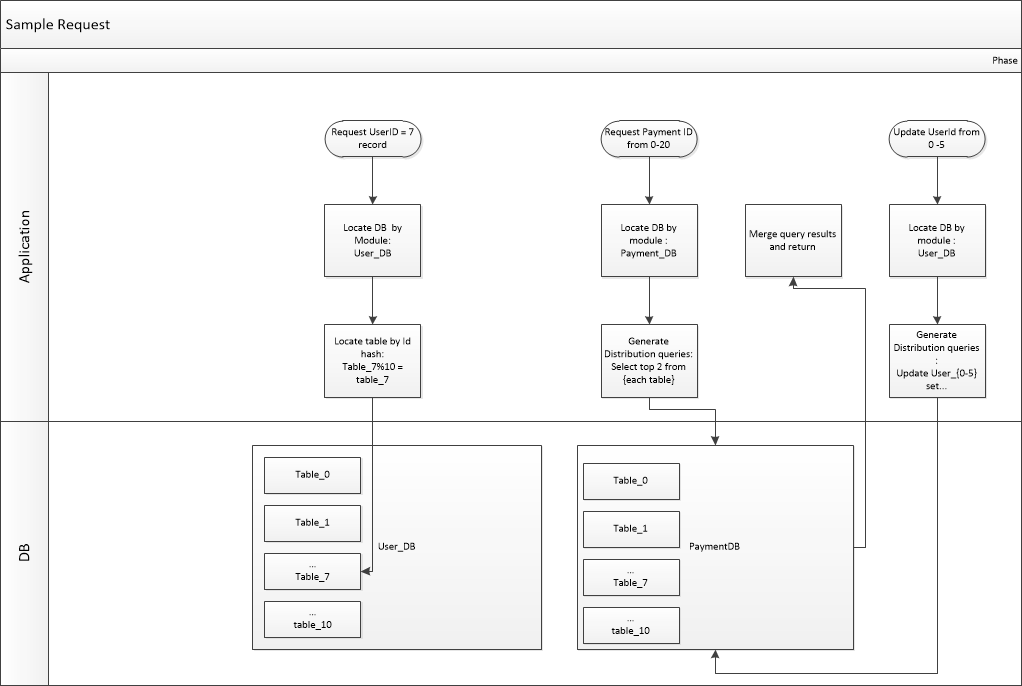 Sample Request
Phase
Application
Request UserID = 7
record
Locate DB by
Module:
User_DB
Locate table by Id
hash:
Table_7%10 =
table_7
Request Payment ID
from 0-20
Locate DB by
module :
Payment_DB
Generate
Distribution queries:
Select top 2 from
{each table}
Merge query results
and return
Update UserId from
0 -5
Locate DB by
module :
User_DB
Generate
Distribution queries
:
Update User_{0-5}
set...
DB
Table_0
Table_1
...
Table_7
...
table_10
User_DB
Table_0
Table_1
...
Table_7
...
table_10
PaymentDB